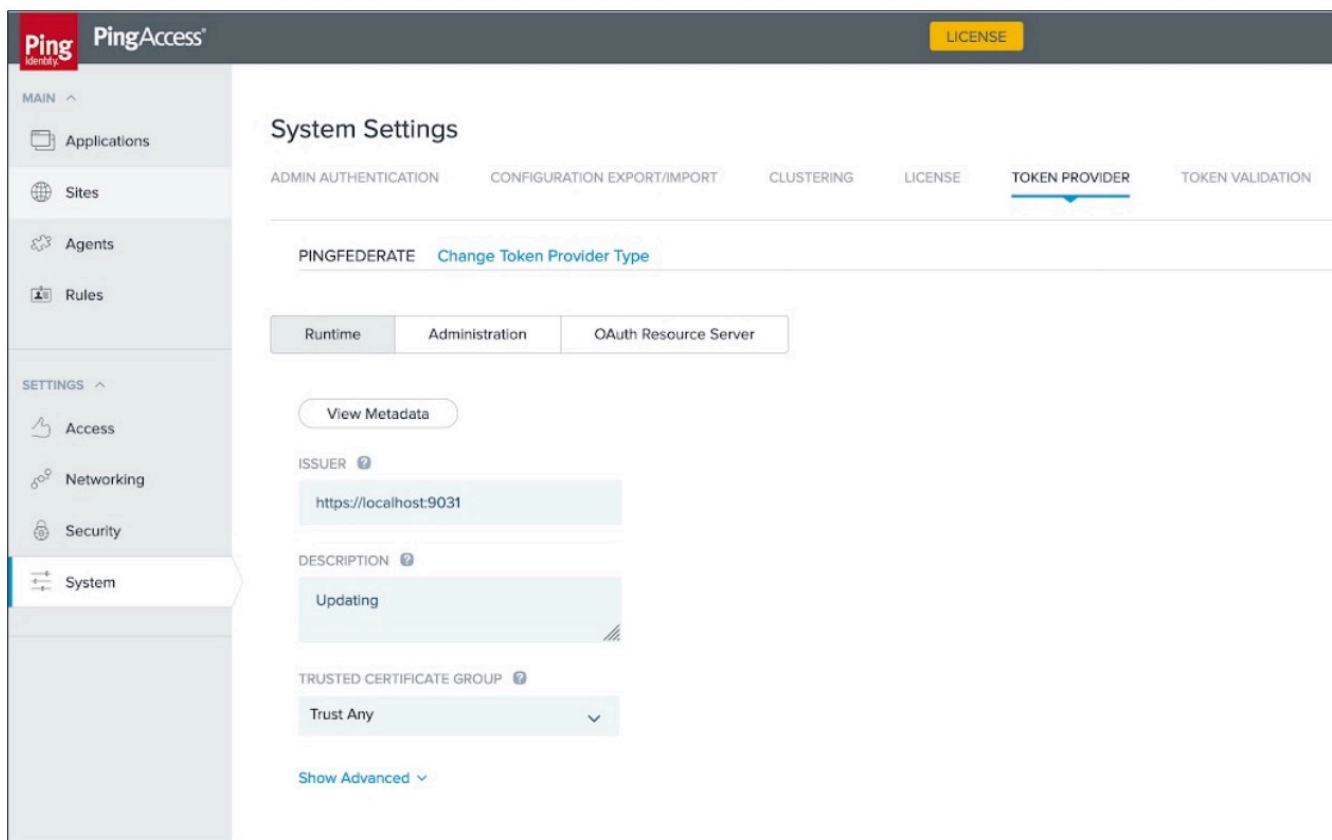 Ping
Identity.
PingAccess®
LICENSE
MAIN
Applications
Sites
Agents
Rules
SETTINGS
Access
Networking
Security
System
System Settings
ADMIN AUTHENTICATION CONFIGURATION EXPORT/IMPORT CLUSTERING LICENSE TOKEN PROVIDER TOKEN VALIDATION
PINGFEDERATE Change Token Provider Type
Runtime Administration OAuth Resource Server
View Metadata
ISSUER ?
https://localhost:9031
DESCRIPTION ?
Updating
TRUSTED CERTIFICATE GROUP ?
Trust Any
Show Advanced